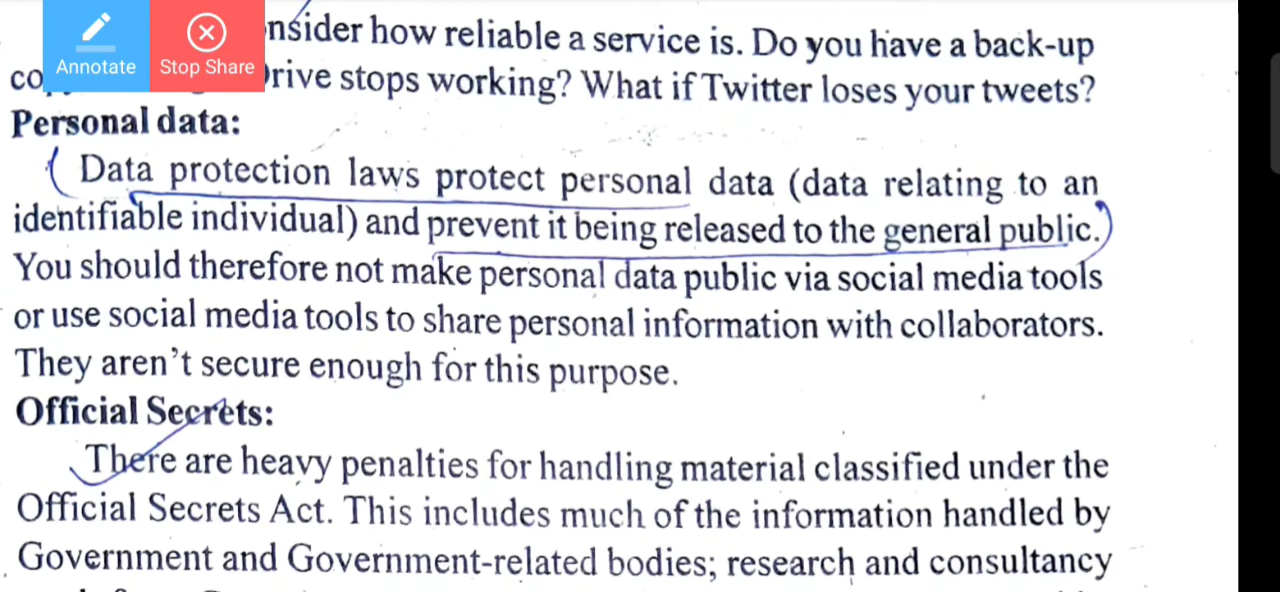 Annotate
Stop Share
nsider how reliable a service is. Do you have a back-up
co rive stops working? What if Twitter loses your tweets?
Personal data:
Data protection laws protect personal data (data relating to an
identifiable individual) and prevent it being released to the general public.
You should therefore not make personal data public via social media tools
or use social media tools to share personal information with collaborators.
They aren't secure enough for this purpose.
Official Secrets:
There are heavy penalties for handling material classified under the
Official Secrets Act. This includes much of the information handled by
Government and Government-related bodies; research and consultancy